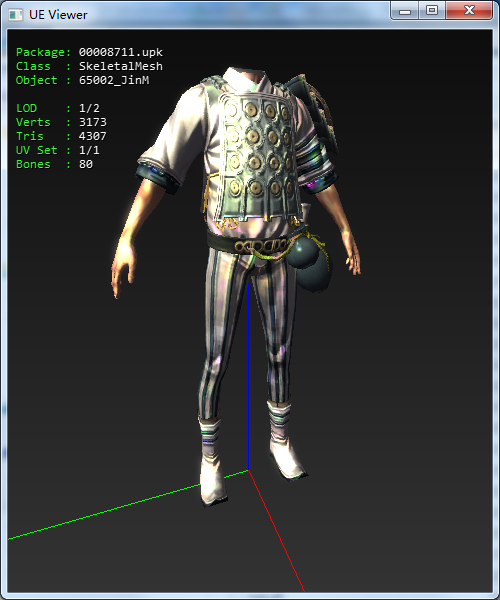 UE Viewer
Package: 00008711.upk
Class : SkeletalMesh
Object : 65002_JinM
LOD : 1/2
Verts : 3173
Tris : 4307
UV Set : 1/1
Bones : 80